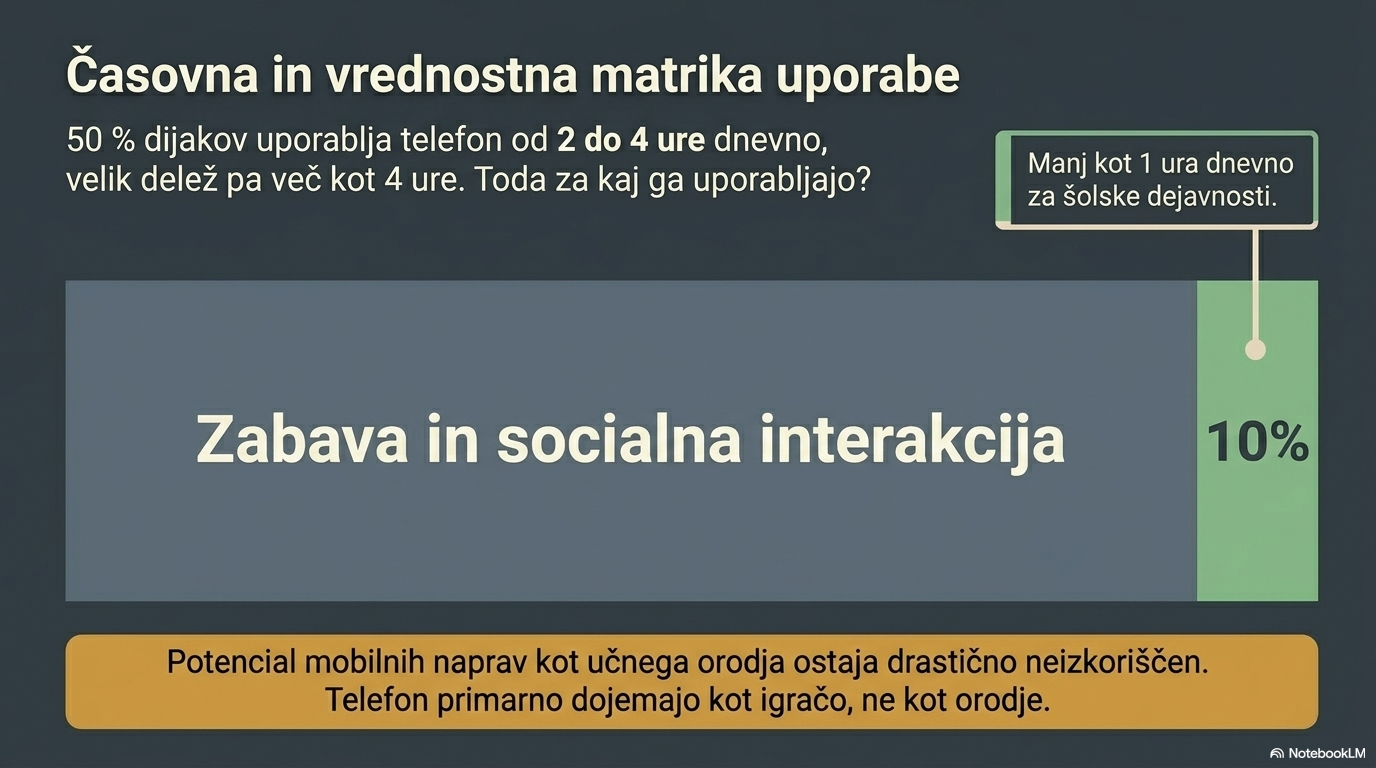 Časovna in vrednostna matrika uporabe
50 % dijakov uporablja telefon od 2 do 4 ure dnevno,
velik delež pa več kot 4 ure. Toda za kaj ga uporabljajo?
Manj kot 1 ura dnevno
za šolske dejavnosti.
Zabava in socialna interakcija
10%
Potencial mobilnih naprav kot učnega orodja ostaja drastično neizkoriščen.
Telefon primarno dojemajo kot igračo, ne kot orodje.
NotebookLM